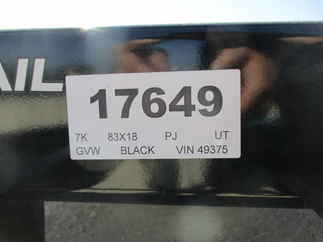 AIL
17649
7K 83X18 PJ UT
GVW BLACK VIN 49375